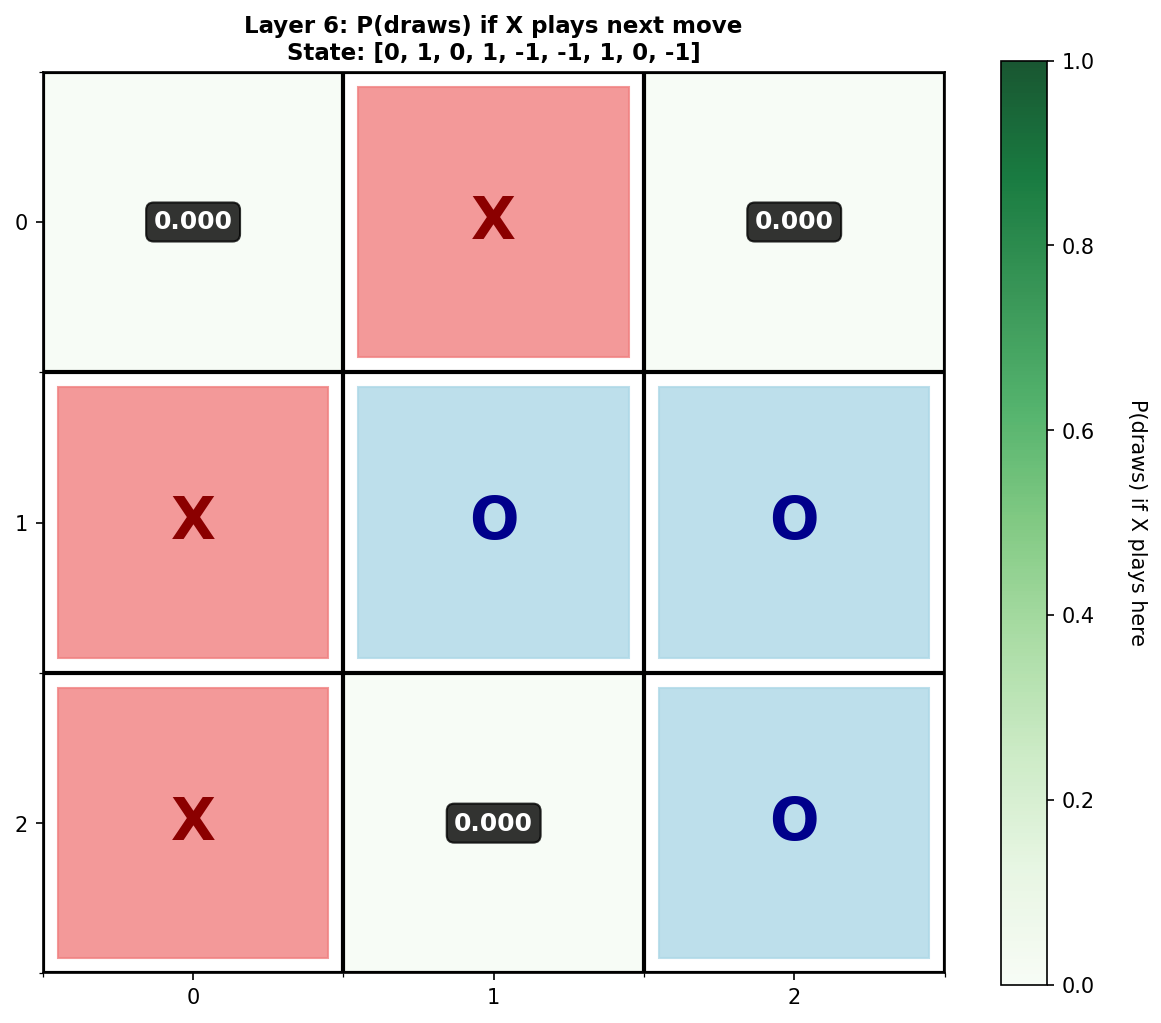 Layer 6: P(draws) if X plays next move
State: [0, 1, 0, 1, -1, -1, 1, 0, -1]
0
0.000
X
0.000
1
X
O
O
2
X
0.000
O
0
1
2
1.0
0.8
0.6
0.4
0.2
0.0
P(draws) if X plays here